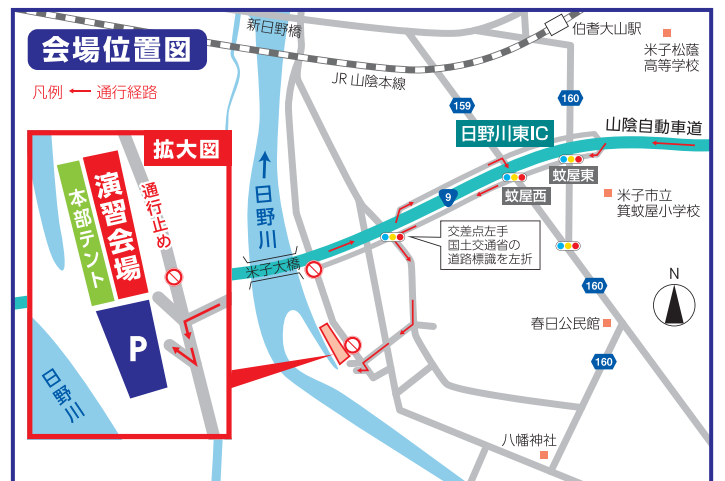 会場位置図
凡例 ← 通行経路
新日野橋
JR山陰本線
伯耆大山駅
米子松蔭
高等学校
159
160
山陰自動車道
日野川東IC
蚊屋東
蚊屋西
米子市立
箕蚊屋小学校
9
交差点左手
国土交通省の
道路標識を左折
日野川
米子大橋
160
N
春日公民館
160
八幡神社
拡大図
通行止め
演習会場
本部テント
P
日野川